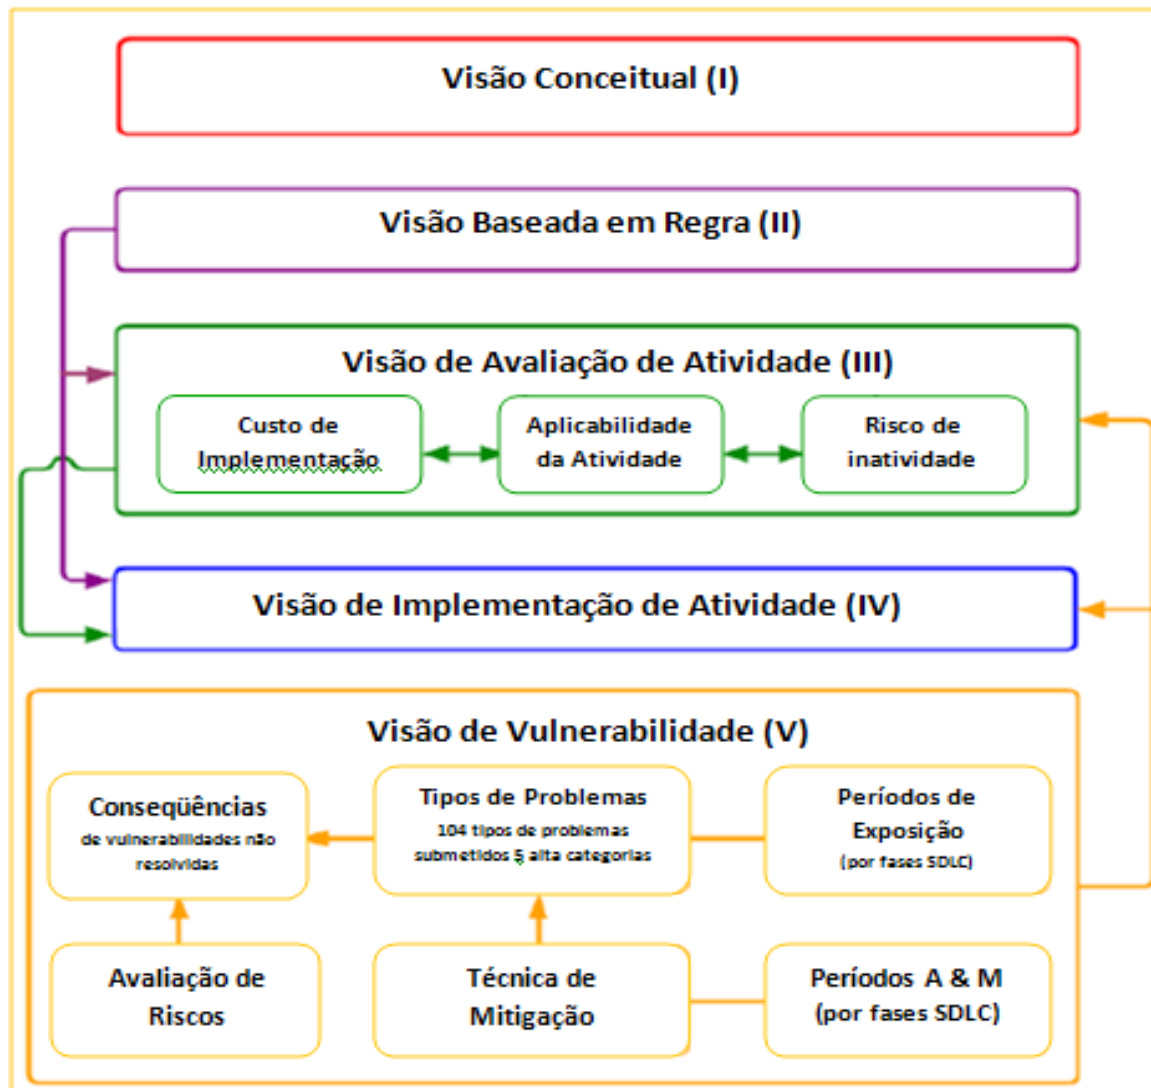 Visão Conceitual (I)
Visão Baseada em Regra (II)
Visão de Avaliação de Atividade (III)
Custo de
Implementação
Aplicabilidade
da Atividade
Risco de
inatividade
Visão de Implementação de Atividade (IV)
Visão de Vulnerabilidade (V)
Conseqüências
de vulnerabilidades não
resolvidas
Tipos de Problemas
104 tipos de problemas
submetidos 5 alta categorias
Períodos de
Exposição
(por fases SDLC)
Avaliação de
Riscos
Técnica de
Mitigação
Períodos A & M
(por fases SDLC)